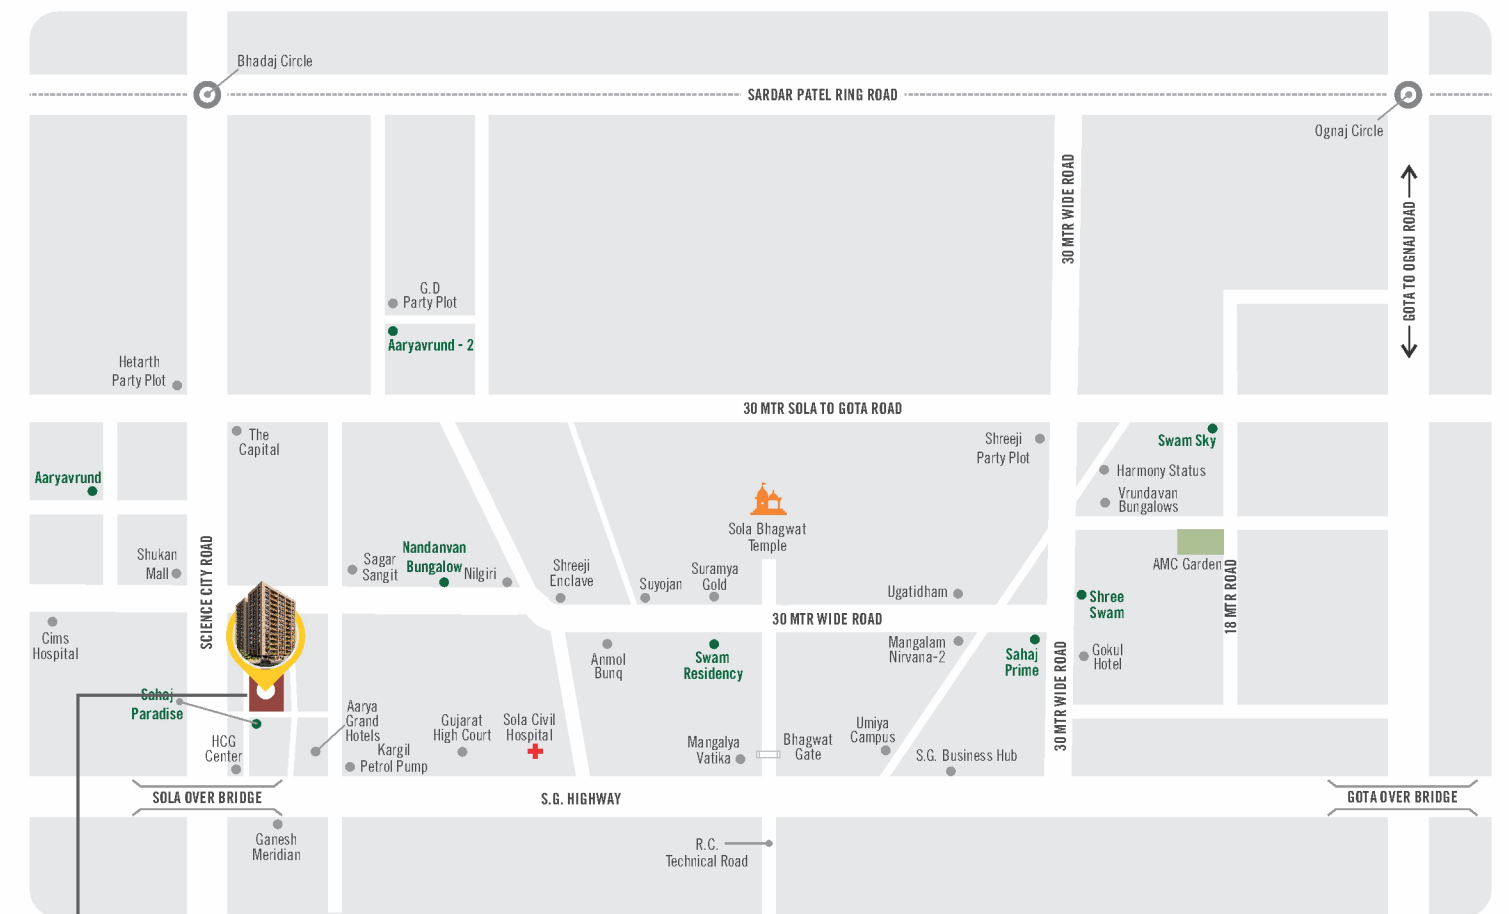 Bhadaj Circle
SARDAR PATEL RING ROAD
Ognaj Circle
30 MTR WIDE ROAD
GOTA TO OGNAJ ROAD
G.D
Party Plot
Aaryavrund - 2
Hetarth
Party Plot
30 MTR SOLA TO GOTA ROAD
The
Capital
Shreeji
Party Plot
Swam Sky
Harmony Status
Vrundavan
Bungalows
Aaryavrund
Sola Bhagwat
Temple
SCIENCE CITY ROAD
Shukan
Mall
Sagar
Sangit
Nandanvan
Bungalow
Nilgiri
Shreeji
Enclave
Suyojan
Suramya
Gold
Ugatidham
AMC Garden
18 MTR ROAD
Shree
Swam
30 MTR WIDE ROAD
Cims
Hospital
Anmol
Bunq
Swam
Residency
Mangalam
Nirvana-2
Sahaj
Prime
30 MTR WIDE ROAD
Gokul
Hotel
Sahaj
Paradise
Aarya
Grand
Hotels
Gujarat
High Court
Sola Civil
Hospital
HCG
Center
Kargil
Petrol Pump
Mangalya
Vatika
Bhagwat
Gate
Umiya
Campus
S.G. Business Hub
SOLA OVER BRIDGE
S.G. HIGHWAY
GOTA OVER BRIDGE
Ganesh
Meridian
R.C.
Technical Road